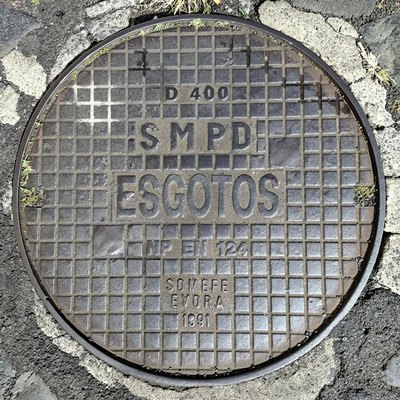 D 400
SMPD
ESGOTOS
NP EN 124
SOMEFE
EVORA
1991